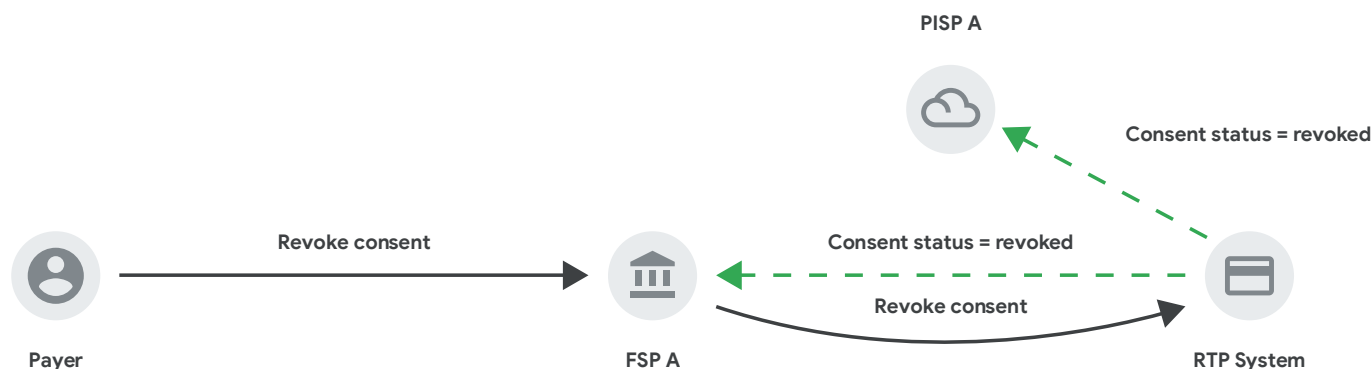 PISP A
Consent status = revoked
Revoke consent
Consent status = revoked
Revoke consent
Payer
FSP A
RTP System